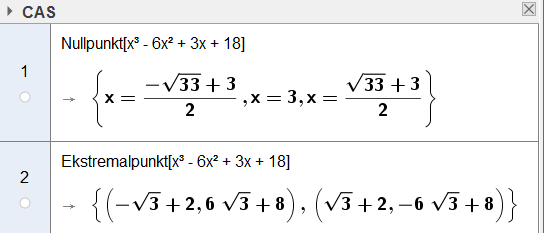 CAS
1
Nullpunkt[x³ - 6x² + 3x + 18]
→ {x = (-√33 + 3)/2, x = 3, x = (√33 + 3)/2}
2
Ekstremalpunkt[x³ - 6x² + 3x + 18]
→ {(-√3 + 2, 6 √3 + 8), (√3 + 2, -6 √3 + 8)}